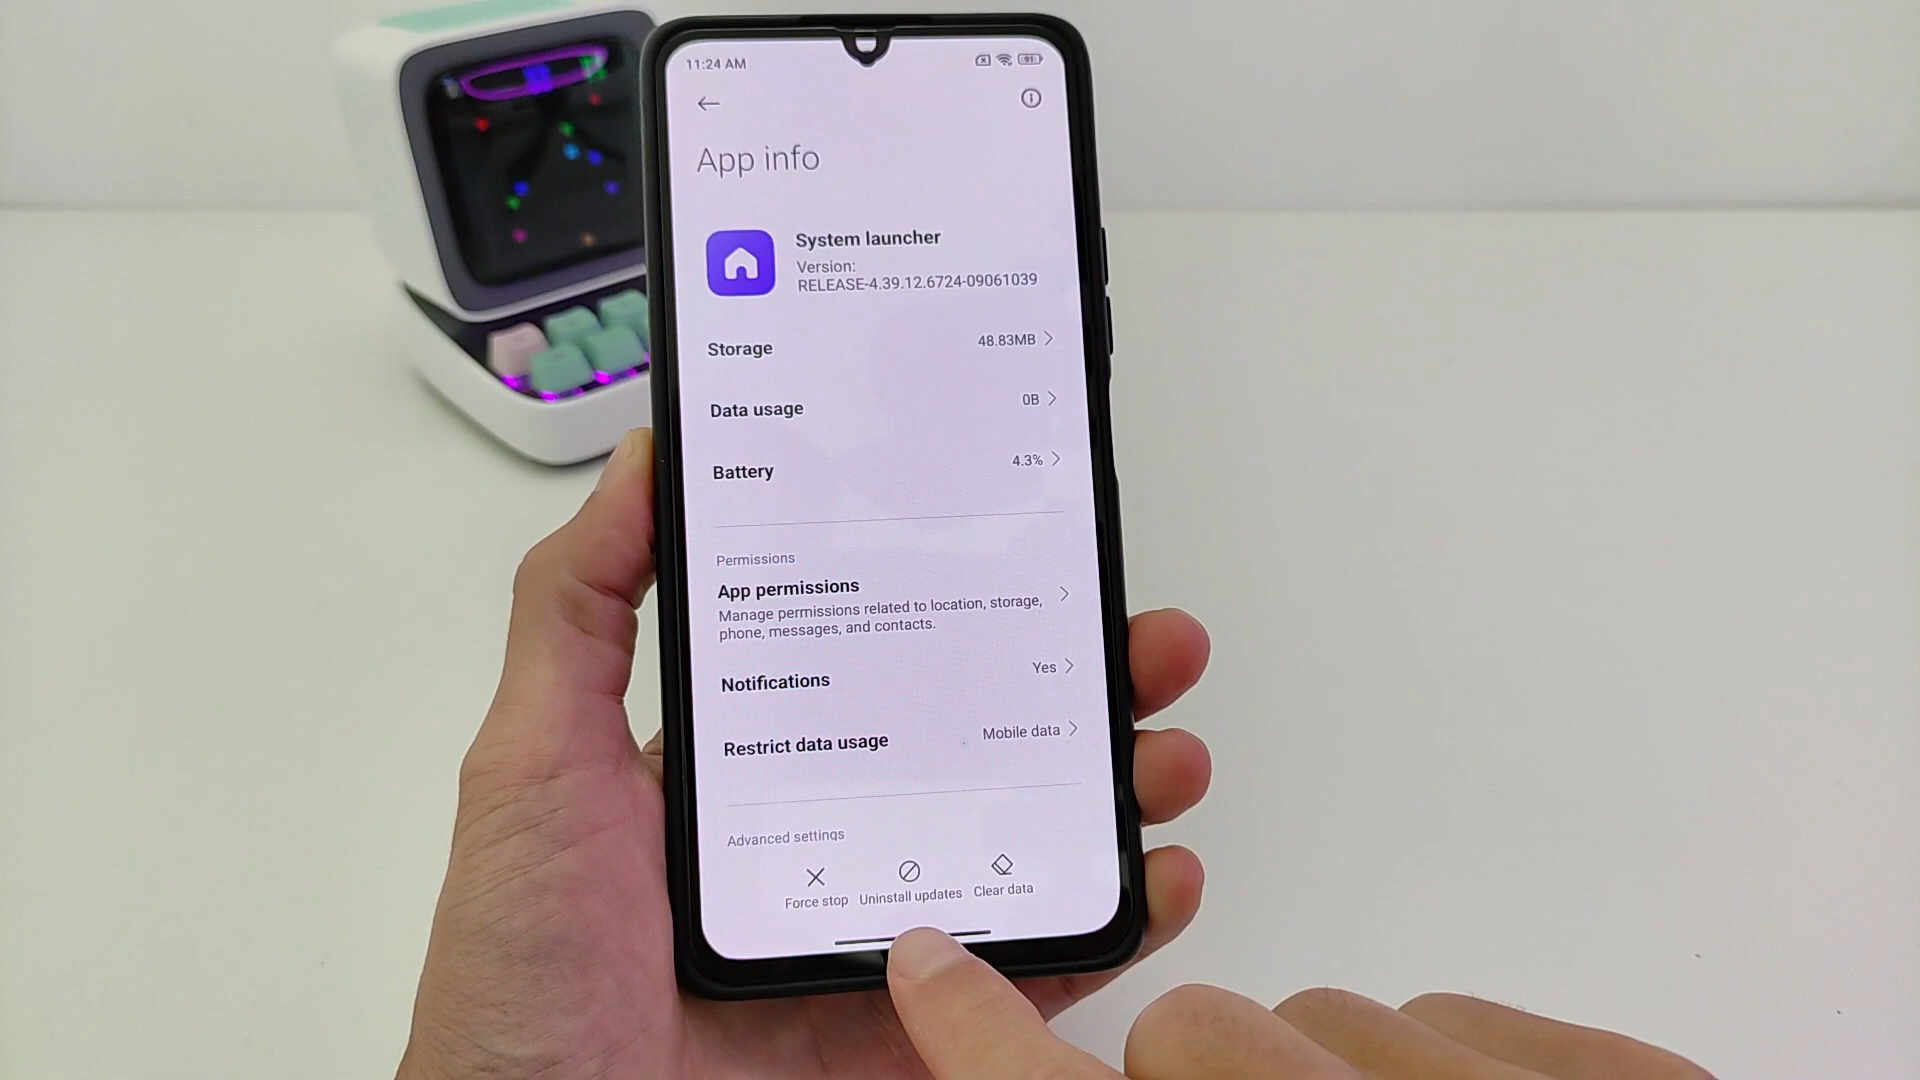 11:24 AM
91
App info
System launcher
Version:
RELEASE-4.39.12.6724-09061039
Storage
48.83MB
Data usage
0B
Battery
4.3%
Permissions
App permissions
Manage permissions related to location, storage,
phone, messages, and contacts.
Notifications
Yes
Restrict data usage
Mobile data
Advanced settings
Force stop
Uninstall updates
Clear data